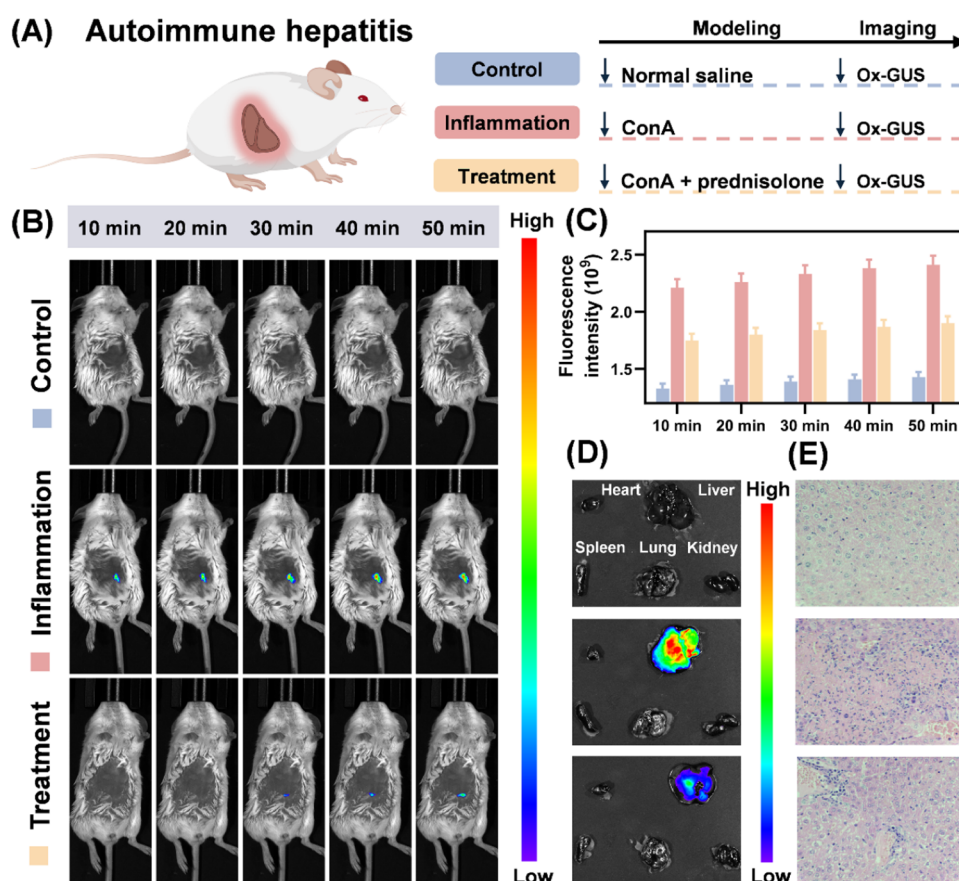 (A) Autoimmune hepatitis
Modeling Imaging
Control Normal saline Ox-GUS
Inflammation ConA Ox-GUS
Treatment ConA + prednisolone Ox-GUS
(B)
10 min 20 min 30 min 40 min 50 min
Control
Inflammation
Treatment
High
Low
(C)
Fluorescence
intensity (10⁹)
2.5
2.0
1.5
10 min 20 min 30 min 40 min 50 min
(D)
Heart Liver
Spleen Lung Kidney
High
Low
(E)